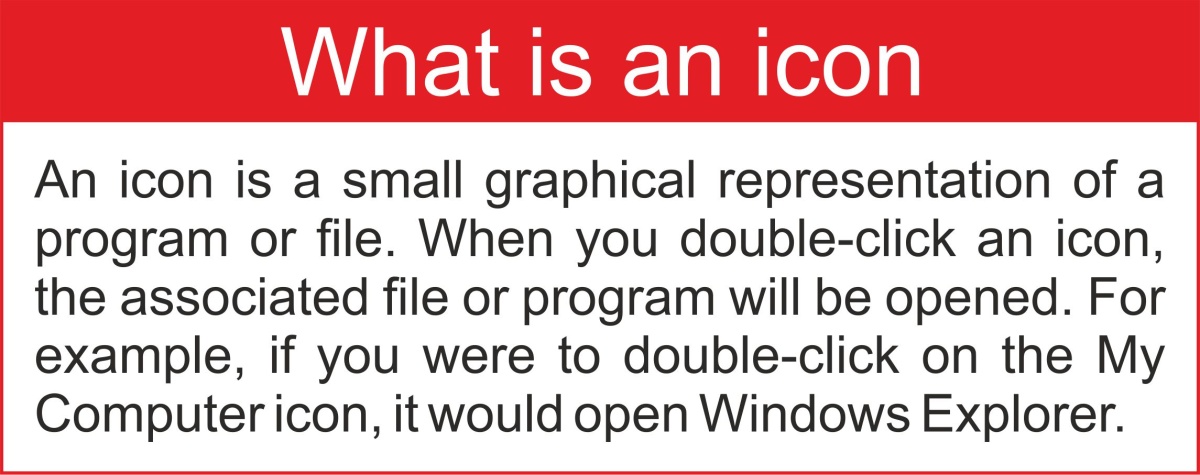 What is an icon
An icon is a small graphical representation of a
program or file. When you double-click an icon,
the associated file or program will be opened. For
example, if you were to double-click on the My
Computer icon, it would open Windows Explorer.